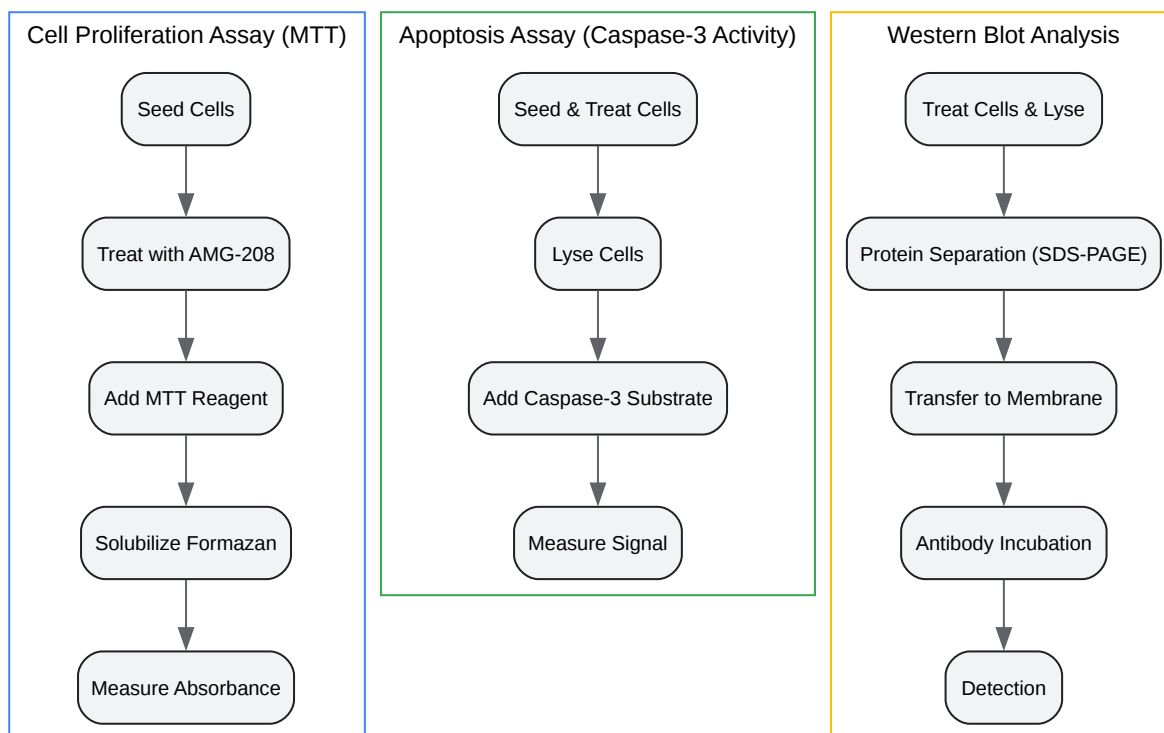 Cell Proliferation Assay (MTT)
Seed Cells
Treat with AMG-208
Add MTT Reagent
Solubilize Formazan
Measure Absorbance
Apoptosis Assay (Caspase-3 Activity)
Seed & Treat Cells
Lyse Cells
Add Caspase-3 Substrate
Measure Signal
Western Blot Analysis
Treat Cells & Lyse
Protein Separation (SDS-PAGE)
Transfer to Membrane
Antibody Incubation
Detection